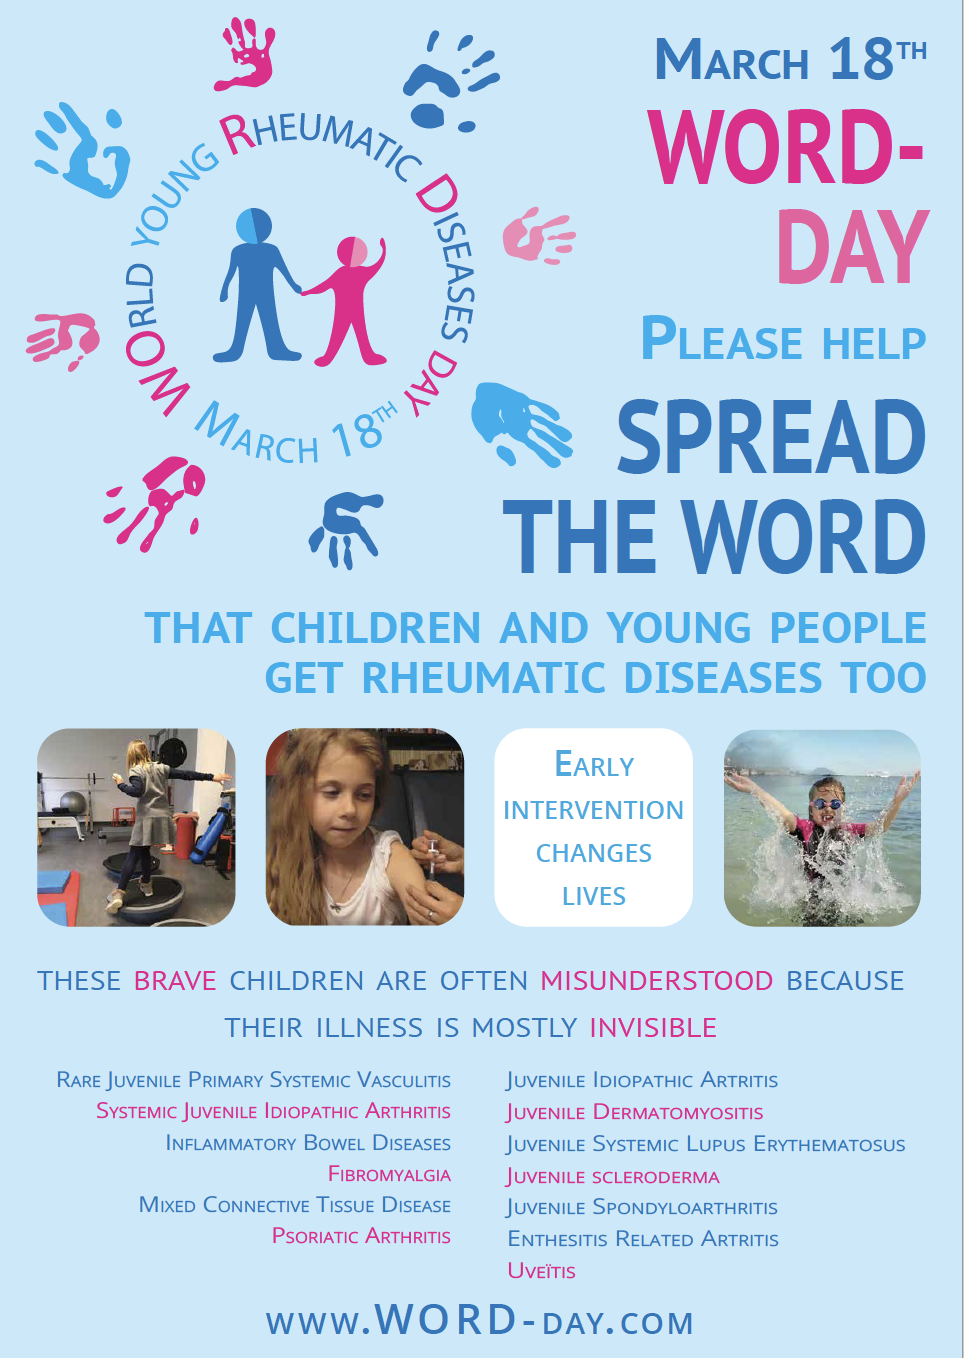 World Young Rheumatic Diseases Day
March 18th
March 18th
WORD-
DAY
Please help
SPREAD
THE WORD
THAT CHILDREN AND YOUNG PEOPLE
GET RHEUMATIC DISEASES TOO
Early
intervention
changes
lives
THESE BRAVE CHILDREN ARE OFTEN MISUNDERSTOOD BECAUSE
THEIR ILLNESS IS MOSTLY INVISIBLE
Rare Juvenile Primary Systemic Vasculitis
Systemic Juvenile Idiopathic Arthritis
Inflammatory Bowel Diseases
Fibromyalgia
Mixed Connective Tissue Disease
Psoriatic Arthritis
Juvenile Idiopathic Artritis
Juvenile Dermatomyositis
Juvenile Systemic Lupus Erythematosus
Juvenile scleroderma
Juvenile Spondyloarthritis
Enthesitis Related Artritis
Uveïtis
www.WORD-day.com